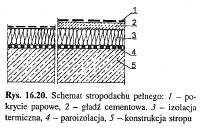 1
2
3
4
5
Rys. 16.20. Schemat stropodachu pełnego: 1 – po-
krycie papowe, 2 – gładź cementowa, 3 – izolacja
termiczna, 4 – paroizolacja, 5 – konstrukcja stropu